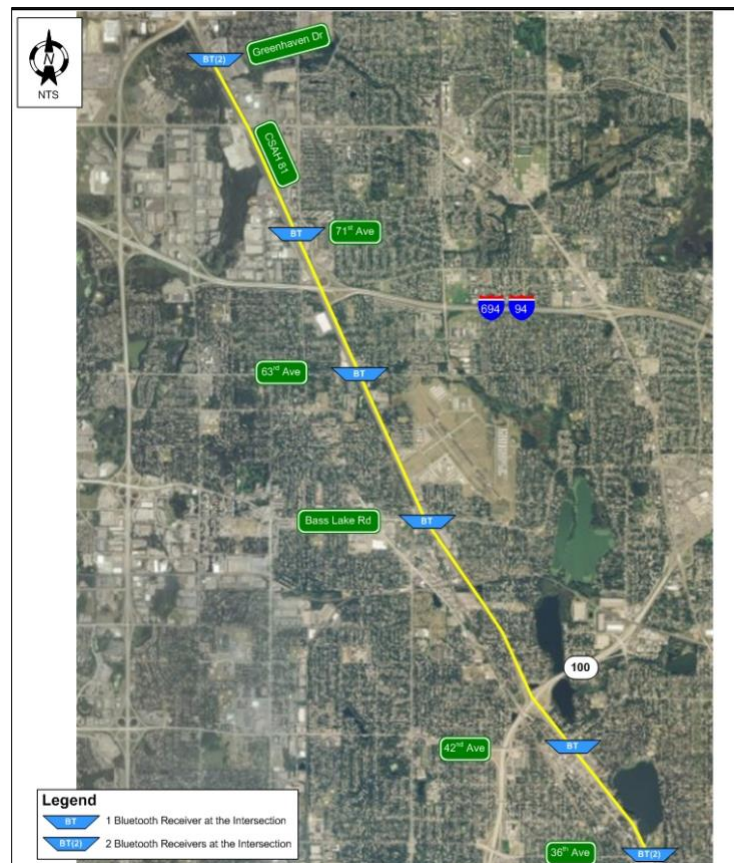 N
NTS
BT(2)
Greenhaven Dr
CSAH 81
BT
71st Ave
694
94
63rd Ave
BT
Bass Lake Rd
BT
100
42nd Ave
BT
Legend
BT
1 Bluetooth Receiver at the Intersection
BT(2)
2 Bluetooth Receivers at the Intersection
36th Ave
BT(2)